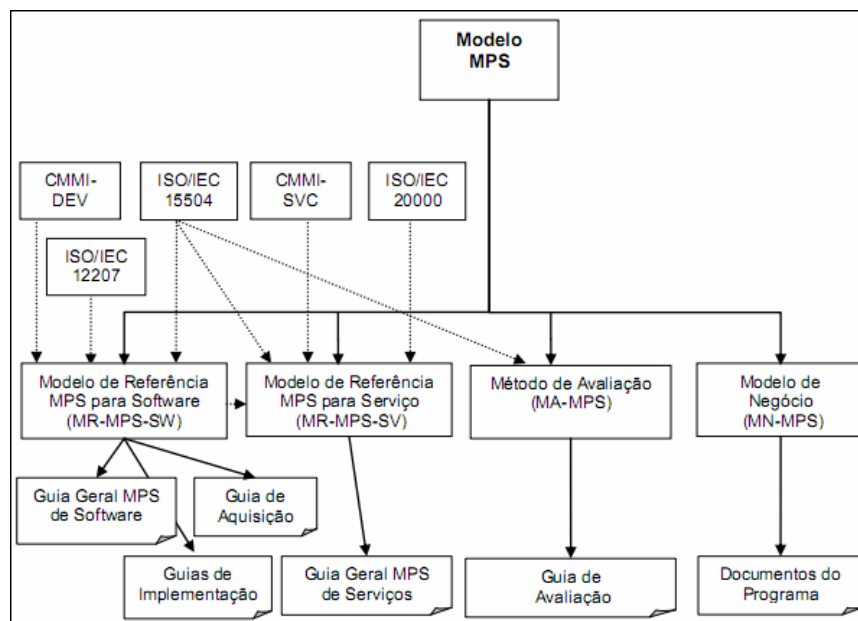 Modelo
MPS
CMMI-
DEV
ISO/IEC
15504
CMMI-
SVC
ISO/IEC
20000
ISO/IEC
12207
Modelo de Referência
MPS para Software
(MR-MPS-SW)
Modelo de Referência
MPS para Serviço
(MR-MPS-SV)
Método de Avaliação
(MA-MPS)
Modelo de
Negócio
(MN-MPS)
Guia Geral MPS
de Software
Guia de
Aquisição
Guias de
Implementação
Guia Geral MPS
de Serviços
Guia de
Avaliação
Documentos do
Programa